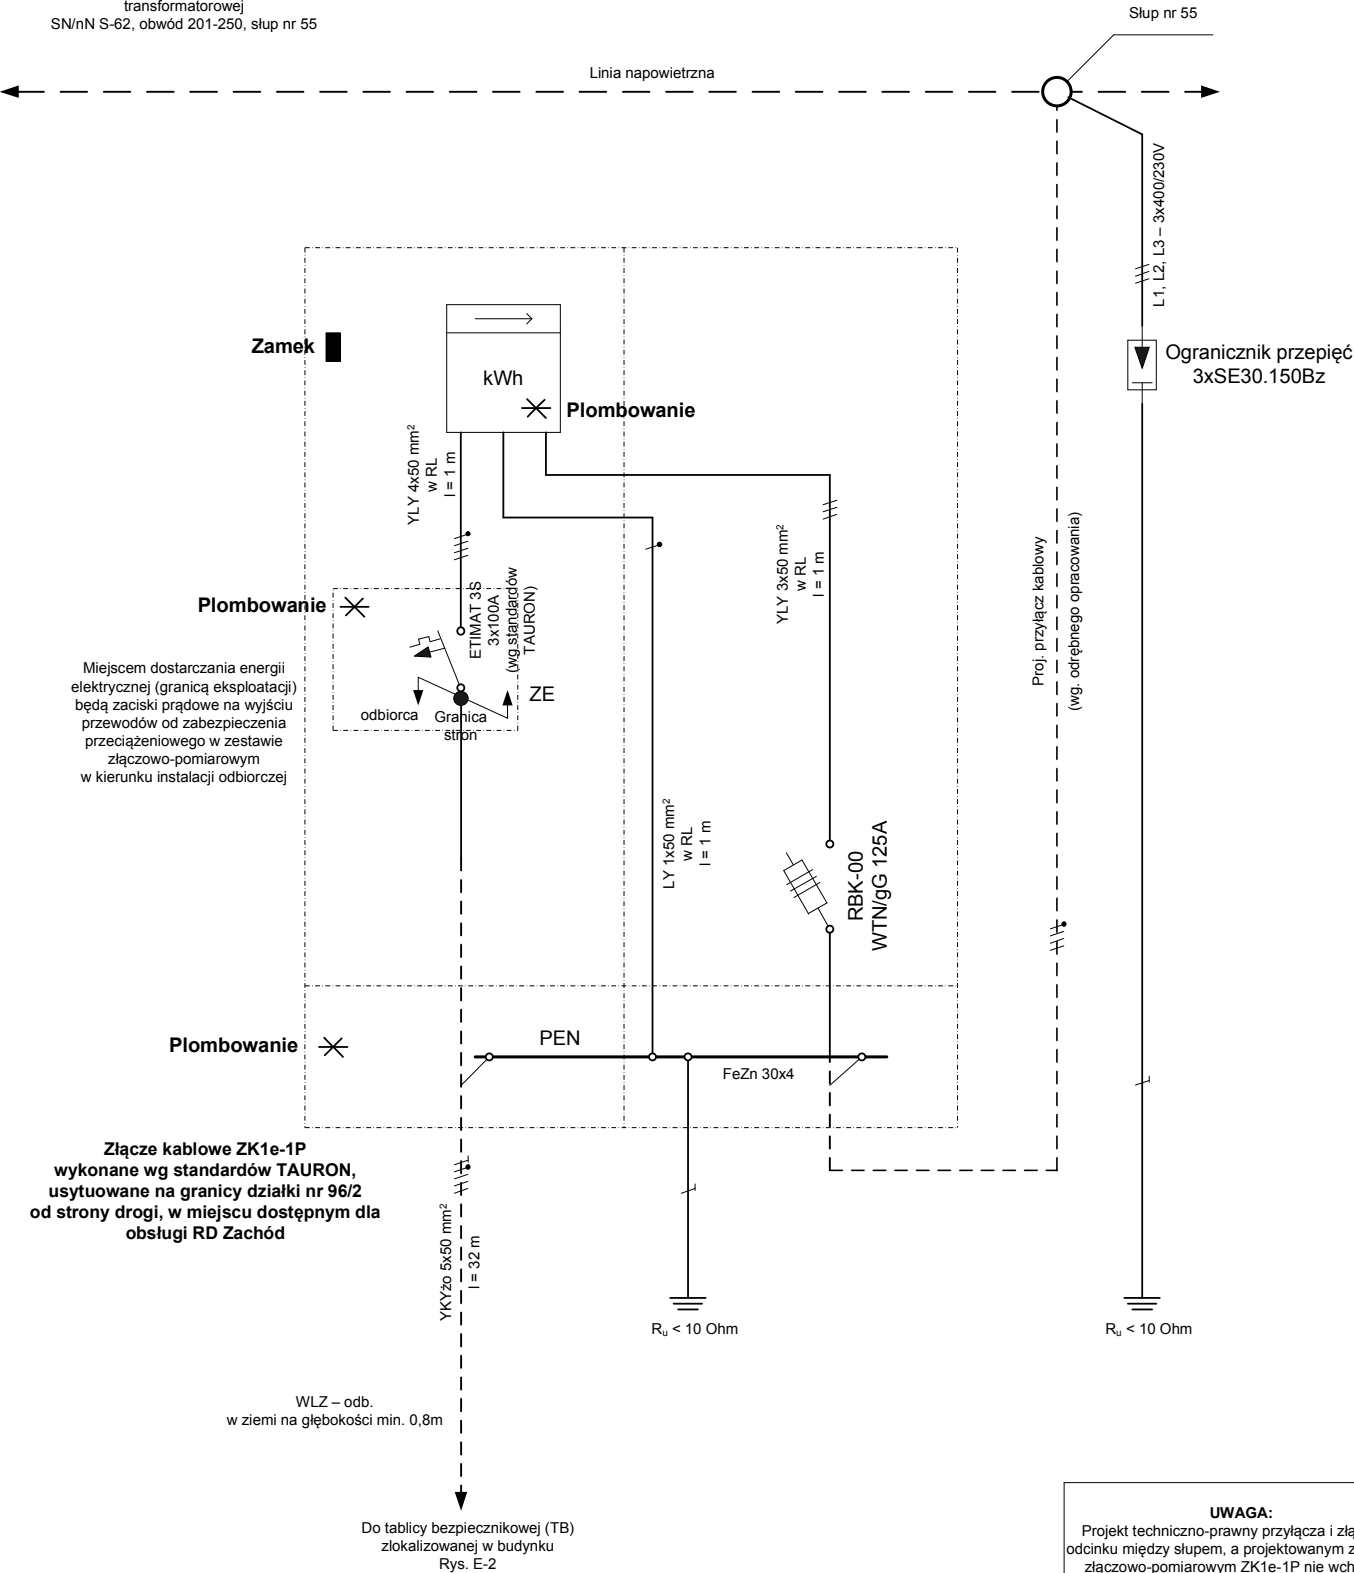 transformatorowej
SN/nN S-62, obwód 201-250, słup nr 55
Słup nr 55
Linia napowietrzna
L1, L2, L3 – 3x400/230V
Zamek
kWh
Plombowanie
Ogranicznik przepięć
3xSE30.150Bz
YLY 4x50 mm²
w RL
l = 1 m
YLY 3x50 mm²
w RL
l = 1 m
Proj. przyłącz kablowy
(wg. odrębnego opracowania)
Plombowanie
ETIMAT 3S
3x100A
(wg standardów
TAURON)
Miejscem dostarczania energii
elektrycznej (granicą eksploatacji)
będą zaciski prądowe na wyjściu
przewodów od zabezpieczenia
przeciążeniowego w zestawie
złączowo-pomiarowym
w kierunku instalacji odbiorczej
ZE
odbiorca
Granica
stron
LY 1x50 mm²
w RL
l = 1 m
RBK-00
WTN/gG 125A
Plombowanie
PEN
FeZn 30x4
Złącze kablowe ZK1e-1P
wykonane wg standardów TAURON,
usytuowane na granicy działki nr 96/2
od strony drogi, w miejscu dostępnym dla
obsługi RD Zachód
YKYżo 5x50 mm²
l = 32 m
Ru < 10 Ohm
Ru < 10 Ohm
WLZ – odb.
w ziemi na głębokości min. 0,8m
Do tablicy bezpiecznikowej (TB)
zlokalizowanej w budynku
Rys. E-2
UWAGA:
Projekt techniczno-prawny przyłącza i złą
odcinku między słupem, a projektowanym z
złączowo-pomiarowym ZK1e-1P nie wch